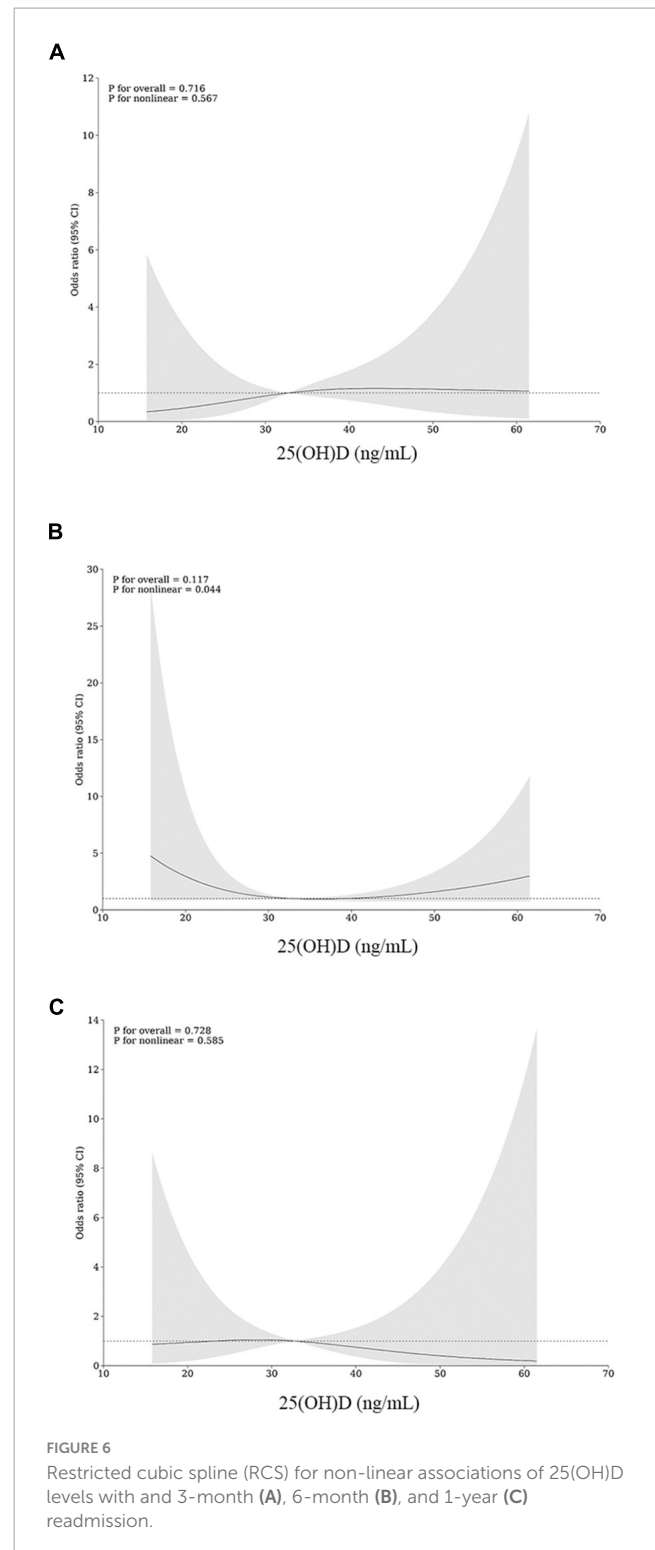 A
P for overall = 0.716
P for nonlinear = 0.567
Odds ratio (95% CI)
12
10
8
6
4
2
0
10 20 30 40 50 60 70
25(OH)D (ng/mL)
B
P for overall = 0.117
P for nonlinear = 0.044
Odds ratio (95% CI)
30
25
20
15
10
5
0
10 20 30 40 50 60 70
25(OH)D (ng/mL)
C
P for overall = 0.728
P for nonlinear = 0.585
Odds ratio (95% CI)
14
12
10
8
6
4
2
0
10 20 30 40 50 60 70
25(OH)D (ng/mL)
FIGURE 6
Restricted cubic spline (RCS) for non-linear associations of 25(OH)D
levels with and 3-month (A), 6-month (B), and 1-year (C)
readmission.